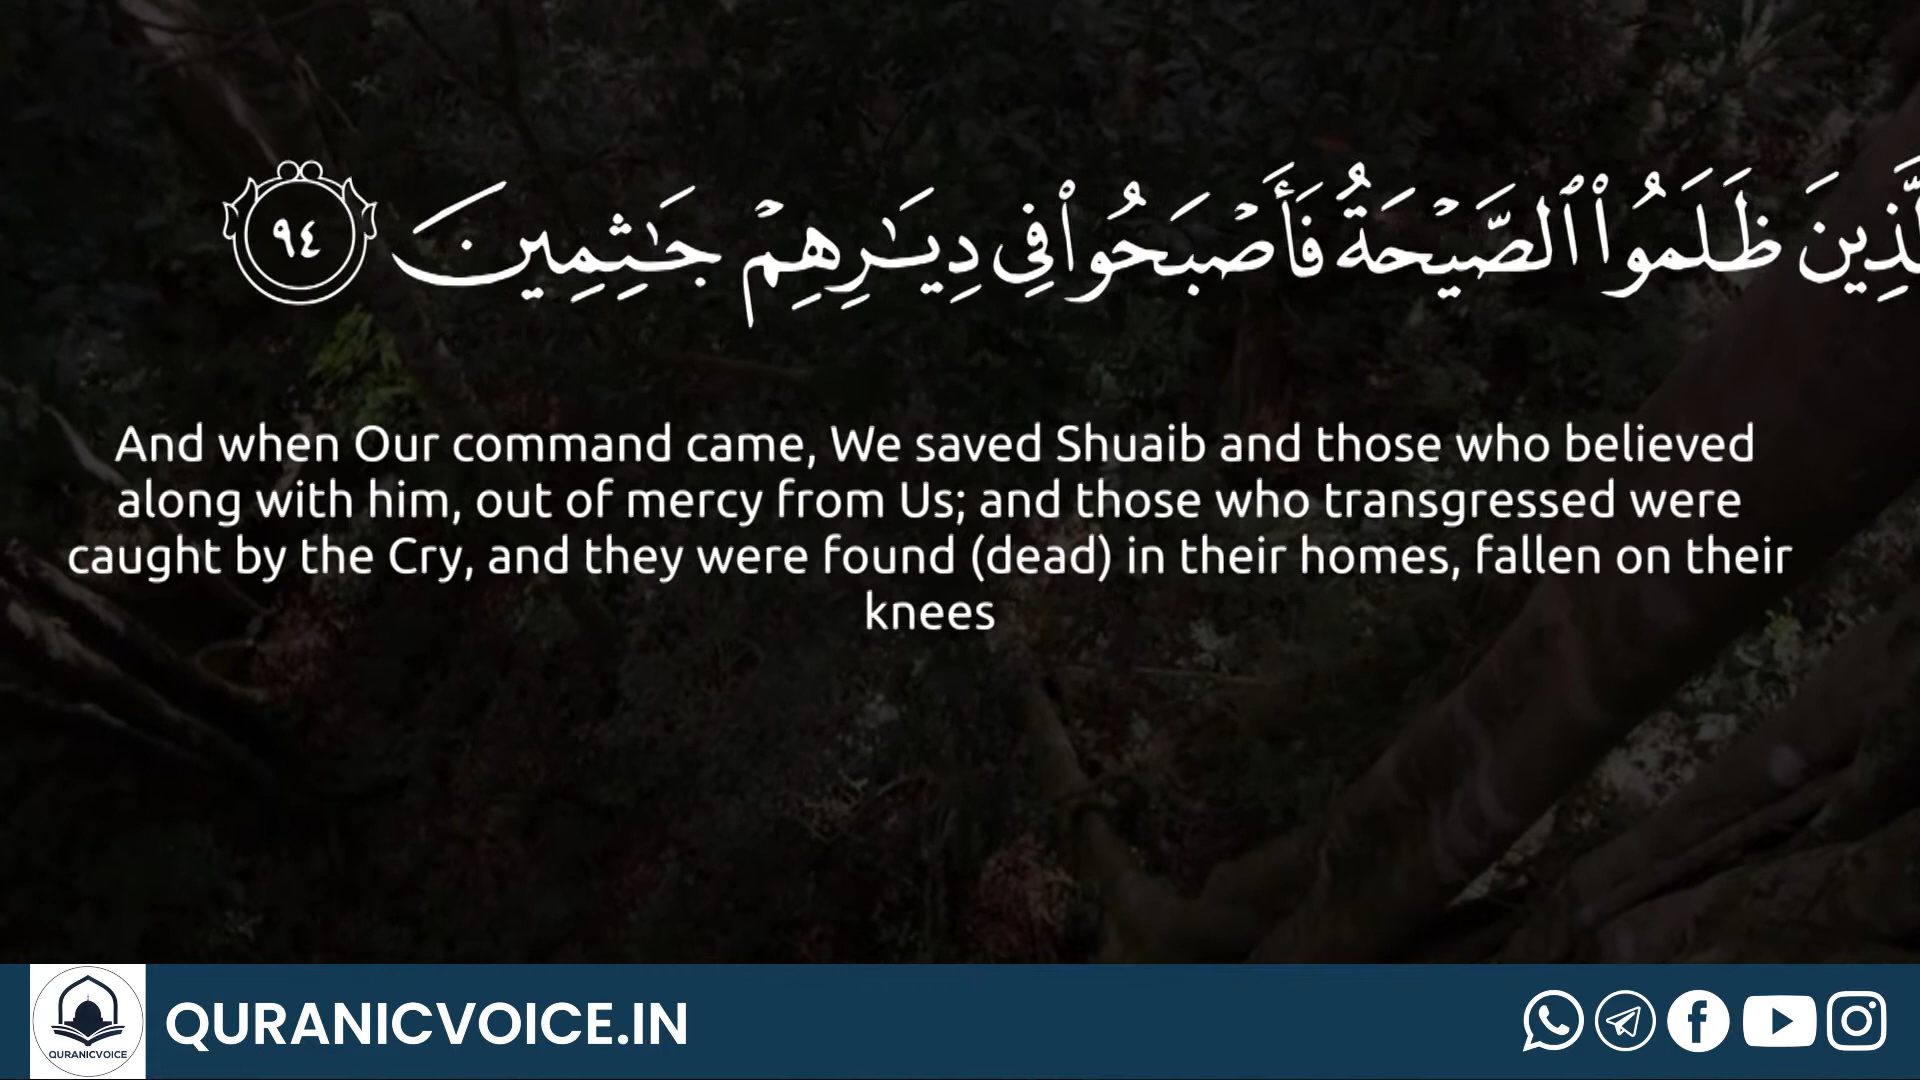 ٱلَّذِينَ ظَلَمُوا۟ ٱلصَّيْحَةُ فَأَصْبَحُوا۟ فِى دِيَـٰرِهِمْ جَـٰثِمِينَ ٩٤
And when Our command came, We saved Shuaib and those who believed
along with him, out of mercy from Us; and those who transgressed were
caught by the Cry, and they were found (dead) in their homes, fallen on their
knees
QURANICVOICE
QURANICVOICE.IN